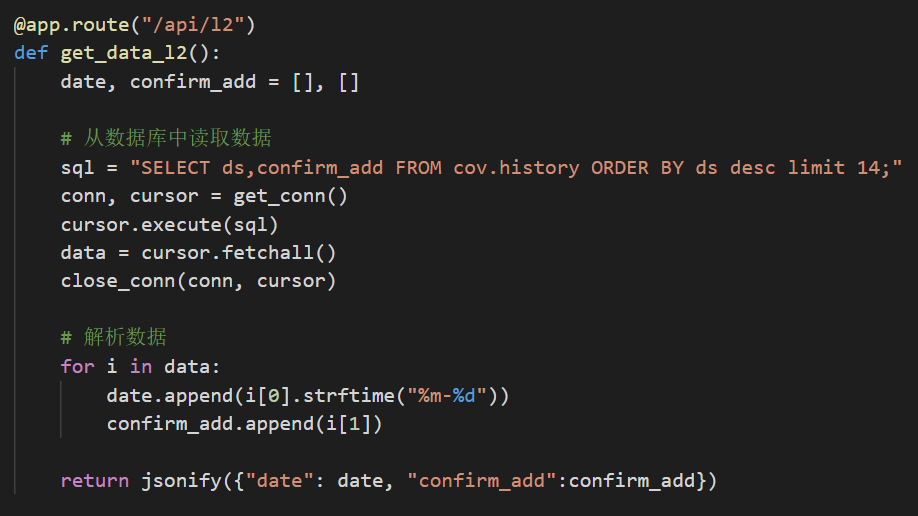 @app.route("/api/l2")
def get_data_l2():
date, confirm_add = [], []
# 从数据库中读取数据
sql = "SELECT ds,confirm_add FROM cov.history ORDER BY ds desc limit 14;"
conn, cursor = get_conn()
cursor.execute(sql)
data = cursor.fetchall()
close_conn(conn, cursor)
# 解析数据
for i in data:
date.append(i[0].strftime("%m-%d"))
confirm_add.append(i[1])
return jsonify({"date": date, "confirm_add":confirm_add})